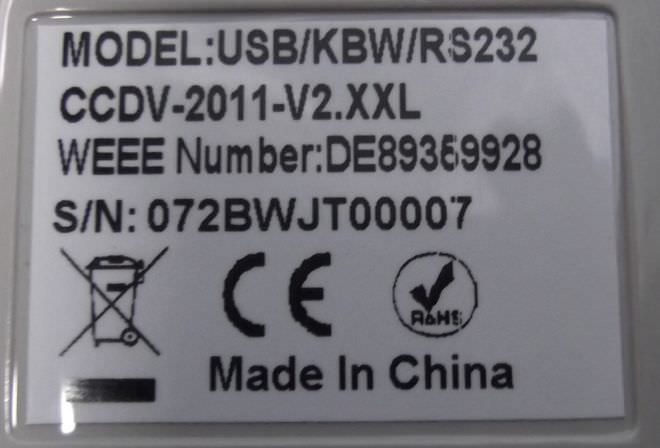 MODEL:USB/KBW/RS232
CCDV-2011-V2.XXL
WEEE Number:DE89369928
S/N: 072BWJT00007
CE
RoHS
Made In China